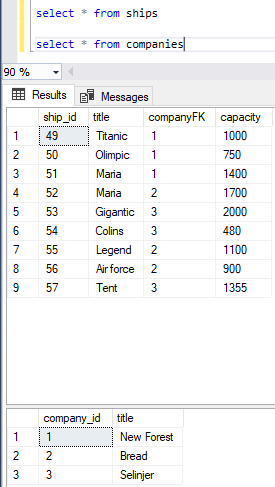 select * from ships
select * from companies
90 %
Results Messages
ship_id title companyFK capacity
1 49 Titanic 1 1000
2 50 Olimpic 1 750
3 51 Maria 1 1400
4 52 Maria 2 1700
5 53 Gigantic 3 2000
6 54 Colins 3 480
7 55 Legend 2 1100
8 56 Air force 2 900
9 57 Tent 3 1355
company_id title
1 1 New Forest
2 2 Bread
3 3 Selinjer